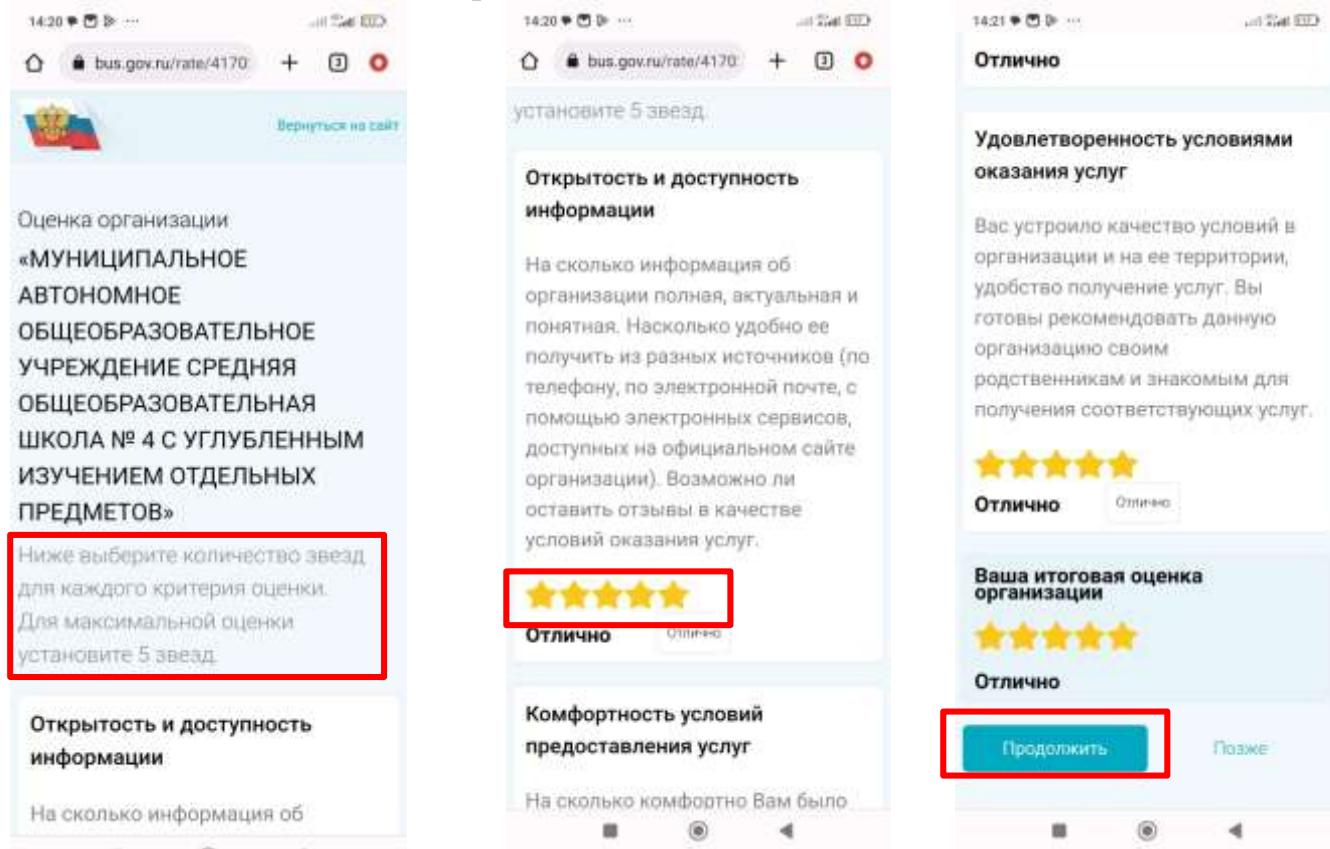 14:20
bus.gov.ru/rate/4170
3
Вернуться на сайт
Оценка организации
«МУНИЦИПАЛЬНОЕ
АВТОНОМНОЕ
ОБЩЕОБРАЗОВАТЕЛЬНОЕ
УЧРЕЖДЕНИЕ СРЕДНЯЯ
ОБЩЕОБРАЗОВАТЕЛЬНАЯ
ШКОЛА № 4 С УГЛУБЛЕННЫМ
ИЗУЧЕНИЕМ ОТДЕЛЬНЫХ
ПРЕДМЕТОВ»
Ниже выберите количество звезд
для каждого критерия оценки.
Для максимальной оценки
установите 5 звезд.
Открытость и доступность
информации
На сколько информация об
14:20
bus.gov.ru/rate/4170
3
установите 5 звезд.
Открытость и доступность
информации
На сколько информация об
организации полная, актуальная и
понятная. Насколько удобно ее
получить из разных источников (по
телефону, по электронной почте, с
помощью электронных сервисов,
доступных на официальном сайте
организации). Возможно ли
оставить отзывы в качестве
условий оказания услуг.
Отлично
Отлично
Комфортность условий
предоставления услуг
На сколько комфортно Вам было
14:21
Отлично
Удовлетворенность условиями
оказания услуг
Вас устроило качество условий в
организации и на ее территории,
удобство получение услуг. Вы
готовы рекомендовать данную
организацию своим
родственникам и знакомым для
получения соответствующих услуг.
Отлично
Отлично
Ваша итоговая оценка
организации
Отлично
Продолжить
Позже